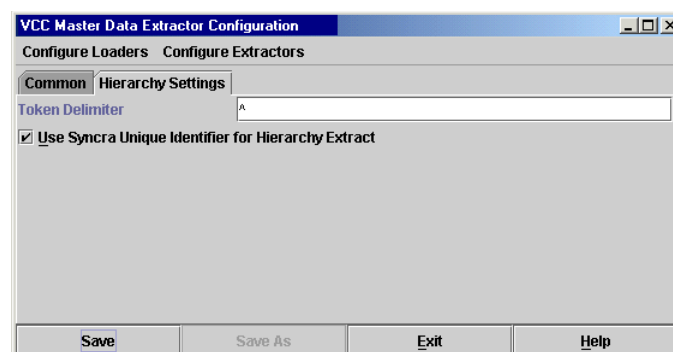 VCC Master Data Extractor Configuration
Configure Loaders Configure Extractors
Common Hierarchy Settings
Token Delimiter ^
Use Syncra Unique Identifier for Hierarchy Extract
Save Save As Exit Help